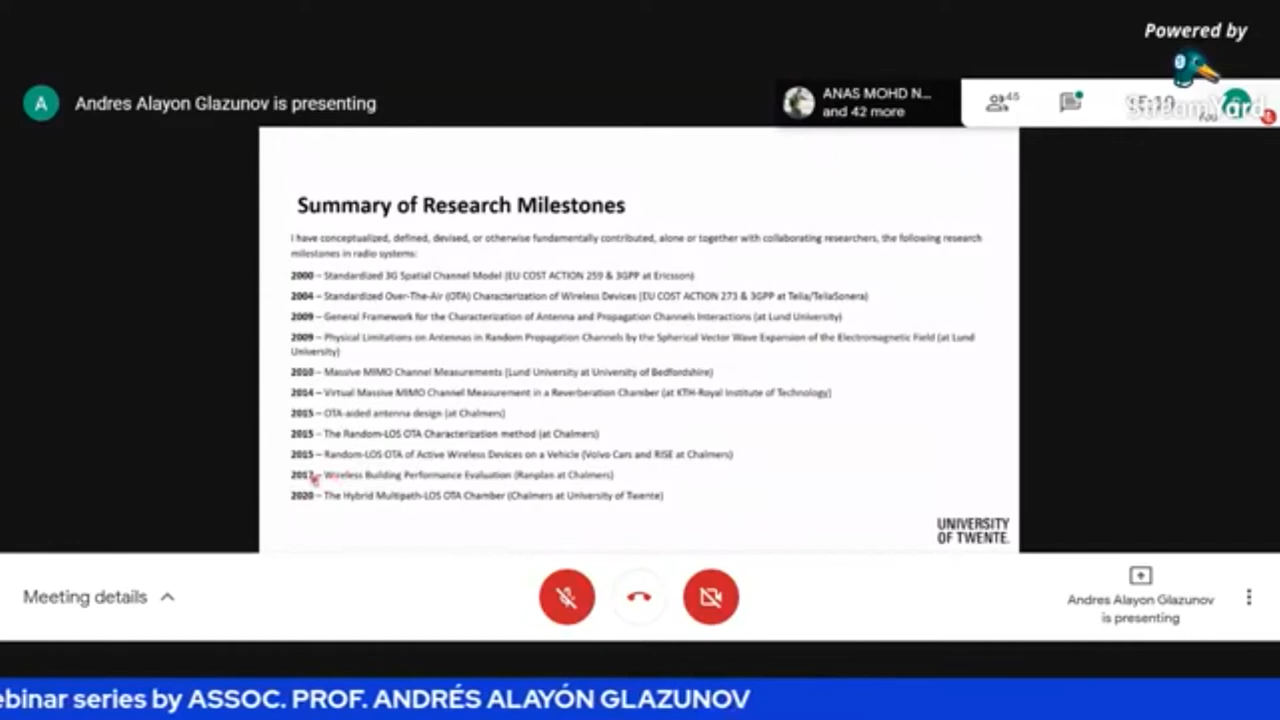 Powered by
StreamYard
A
Andres Alayon Glazunov is presenting
ANAS MOHD N...
and 42 more
45
Summary of Research Milestones
I have conceptualized, defined, devised, or otherwise fundamentally contributed, alone or together with collaborating researchers, the following research
milestones in radio systems:
2000 – Standardized 3G Spatial Channel Model (EU COST ACTION 259 & 3GPP at Ericsson)
2004 – Standardized Over-The-Air (OTA) Characterization of Wireless Devices (EU COST ACTION 273 & 3GPP at Telia/TeliaSonera)
2009 – General Framework for the Characterization of Antenna and Propagation Channels Interactions (at Lund University)
2009 – Physical Limitations on Antennas in Random Propagation Channels by the Spherical Vector Wave Expansion of the Electromagnetic Field (at Lund
University)
2010 – Massive MIMO Channel Measurements (Lund University at University of Bedfordshire)
2014 – Virtual Massive MIMO Channel Measurement in a Reverberation Chamber (at KTH-Royal Institute of Technology)
2015 – OTA-aided antenna design (at Chalmers)
2015 – The Random-LOS OTA Characterization method (at Chalmers)
2015 – Random-LOS OTA of Active Wireless Devices on a Vehicle (Volvo Cars and RISE at Chalmers)
2017 – Wireless Building Performance Evaluation (Ranplan at Chalmers)
2020 – The Hybrid Multipath-LOS OTA Chamber (Chalmers at University of Twente)
UNIVERSITY
OF TWENTE.
Meeting details
Andres Alayon Glazunov
is presenting
ebinar series by ASSOC. PROF. ANDRÉS ALAYÓN GLAZUNOV